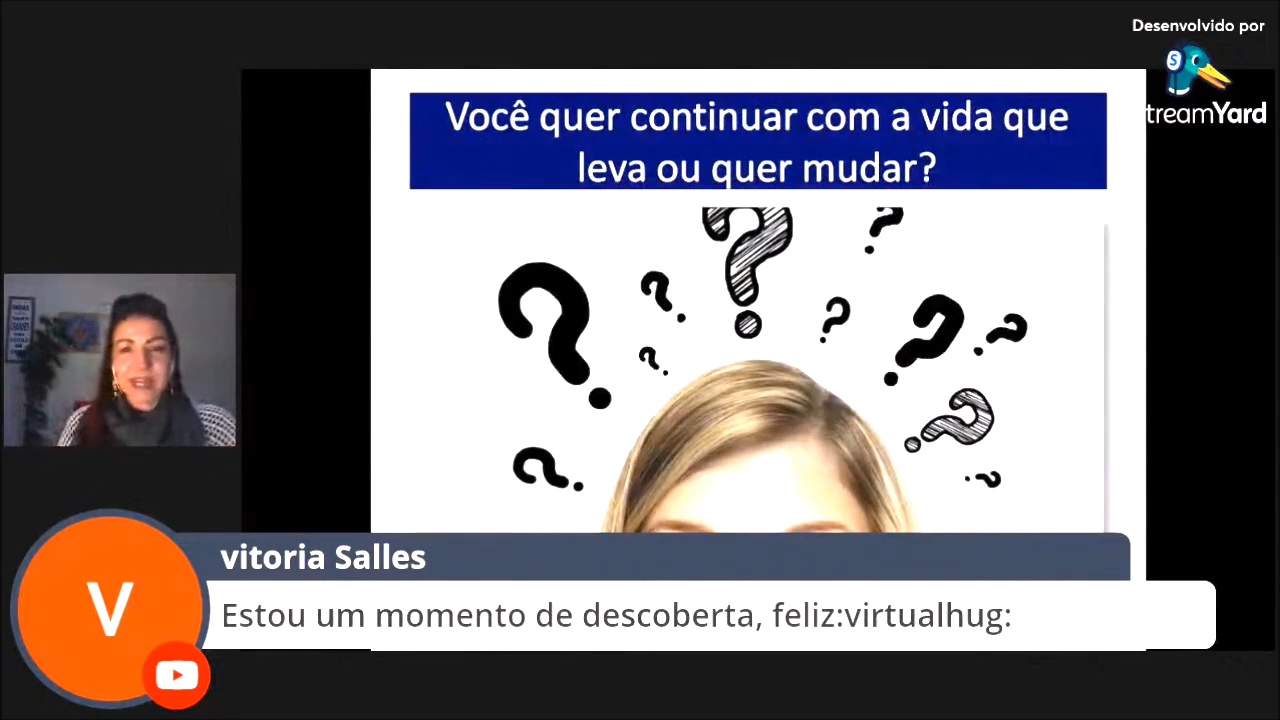 Desenvolvido por
treamYard
Você quer continuar com a vida que
leva ou quer mudar?
vitoria Salles
V
Estou um momento de descoberta, feliz:virtualhug: